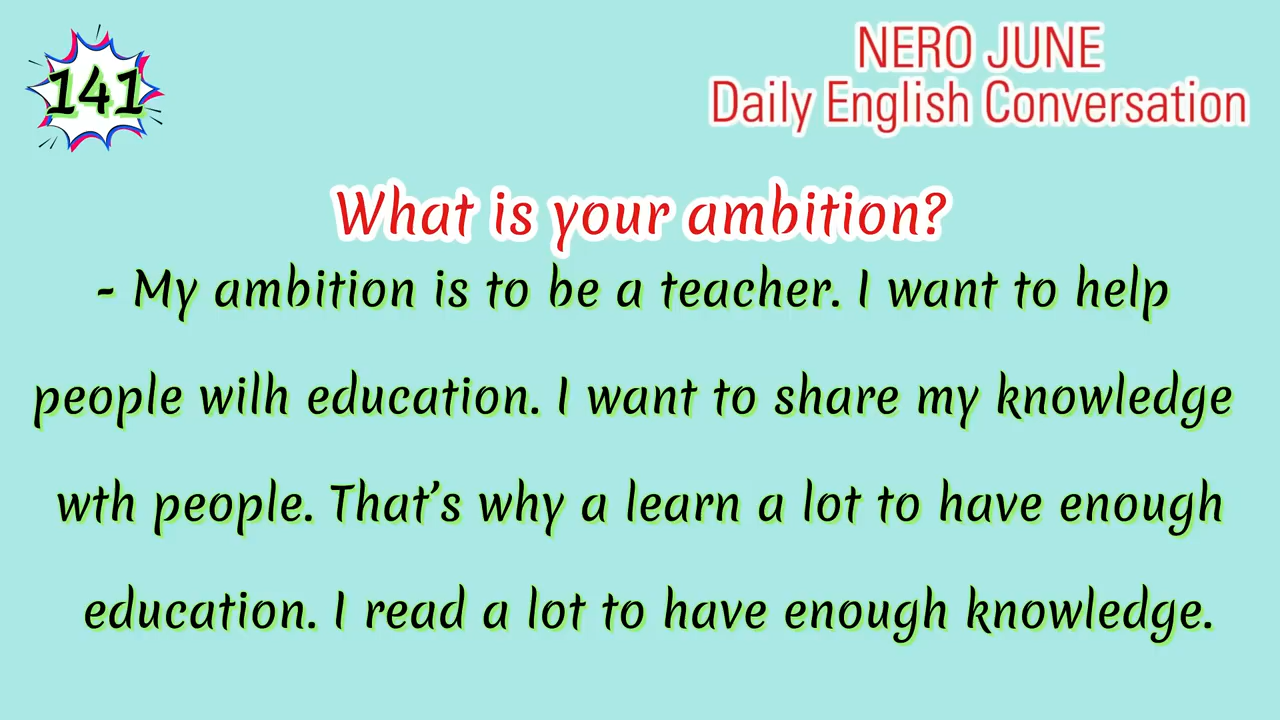 141
NERO JUNE
Daily English Conversation
What is your ambition?
- My ambition is to be a teacher. I want to help
people wilh education. I want to share my knowledge
wth people. That’s why a learn a lot to have enough
education. I read a lot to have enough knowledge.